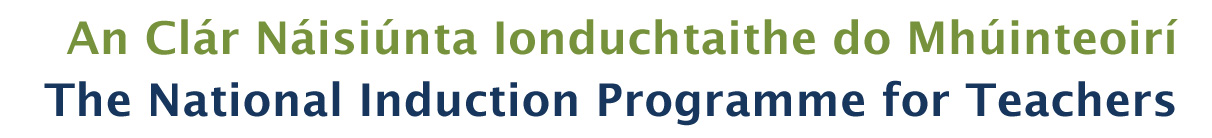 An Clár Náisiúnta Ionduchtaithe do Mhúinteoirí
The National Induction Programme for Teachers